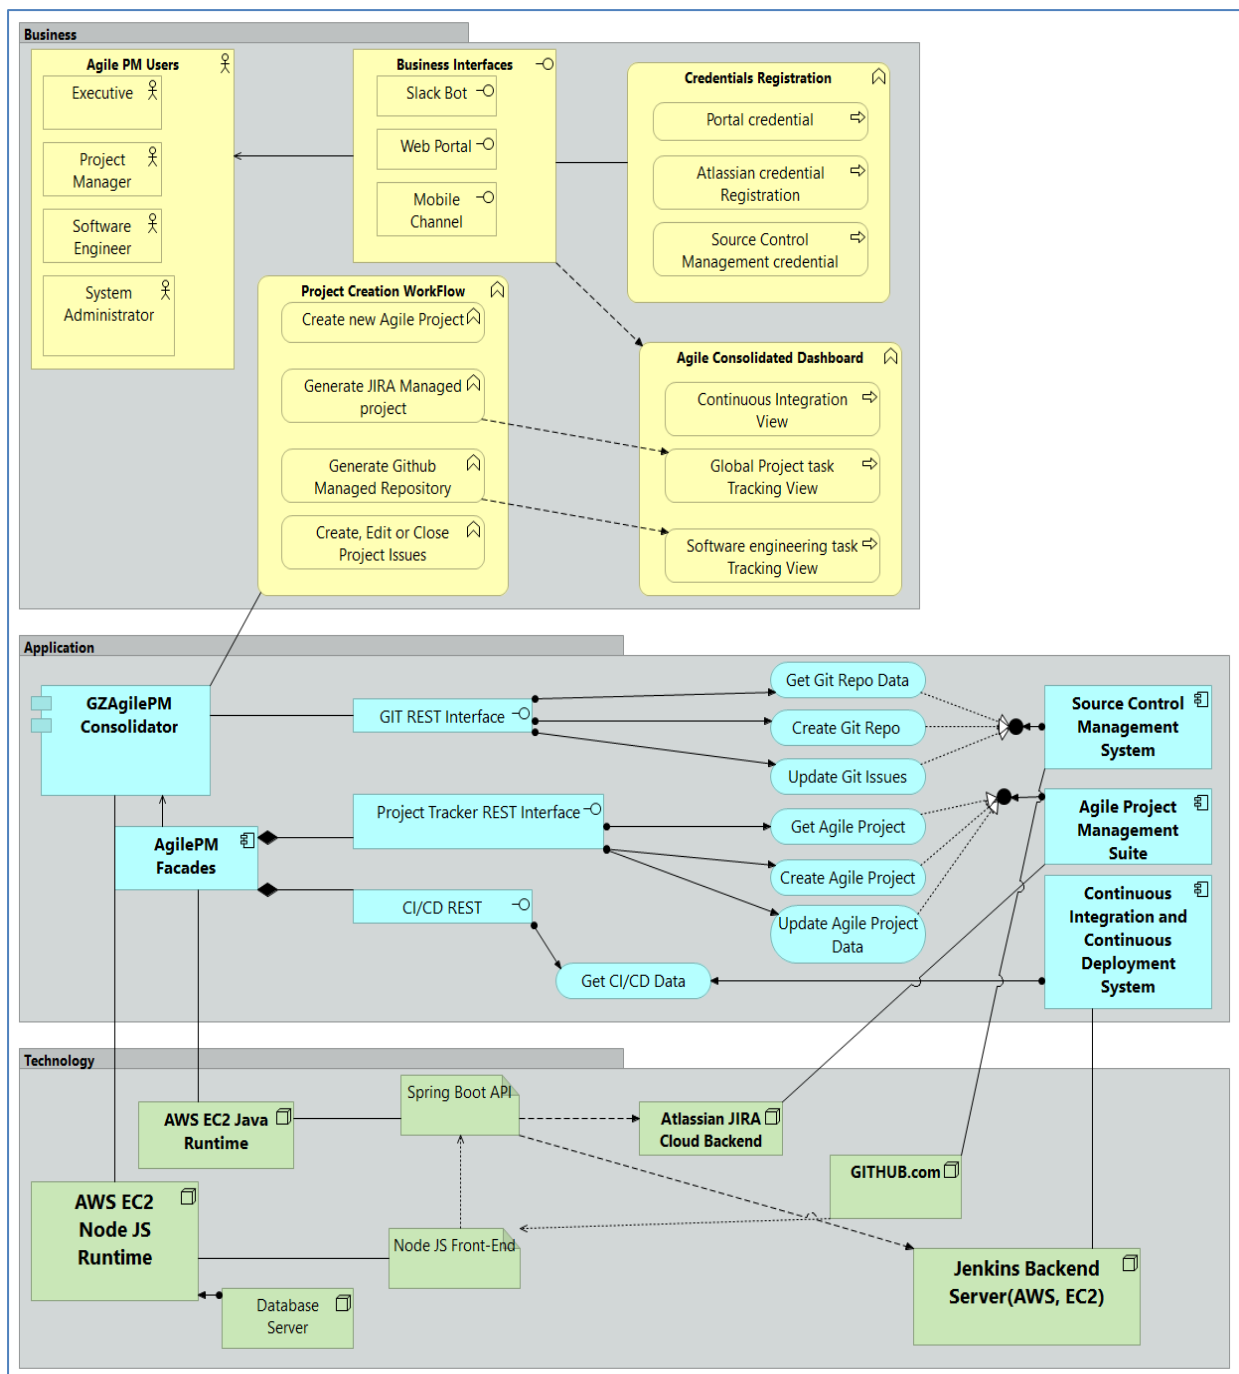 Business
Agile PM Users
Executive
Project
Manager
Software
Engineer
System
Administrator
Business Interfaces
Slack Bot
Web Portal
Mobile
Channel
Credentials Registration
Portal credential
Atlassian credential
Registration
Source Control
Management credential
Project Creation WorkFlow
Create new Agile Project
Generate JIRA Managed
project
Generate Github
Managed Repository
Create, Edit or Close
Project Issues
Agile Consolidated Dashboard
Continuous Integration
View
Global Project task
Tracking View
Software engineering task
Tracking View
Application
GZAgilePM
Consolidator
AgilePM
Facades
GIT REST Interface
Project Tracker REST Interface
CI/CD REST
Get Git Repo Data
Create Git Repo
Update Git Issues
Get Agile Project
Create Agile Project
Update Agile Project
Data
Get CI/CD Data
Source Control
Management
System
Agile Project
Management
Suite
Continuous
Integration and
Continuous
Deployment
System
Technology
AWS EC2 Java
Runtime
Spring Boot API
Atlassian JIRA
Cloud Backend
GITHUB.com
AWS EC2
Node JS
Runtime
Node JS Front-End
Database
Server
Jenkins Backend
Server(AWS, EC2)